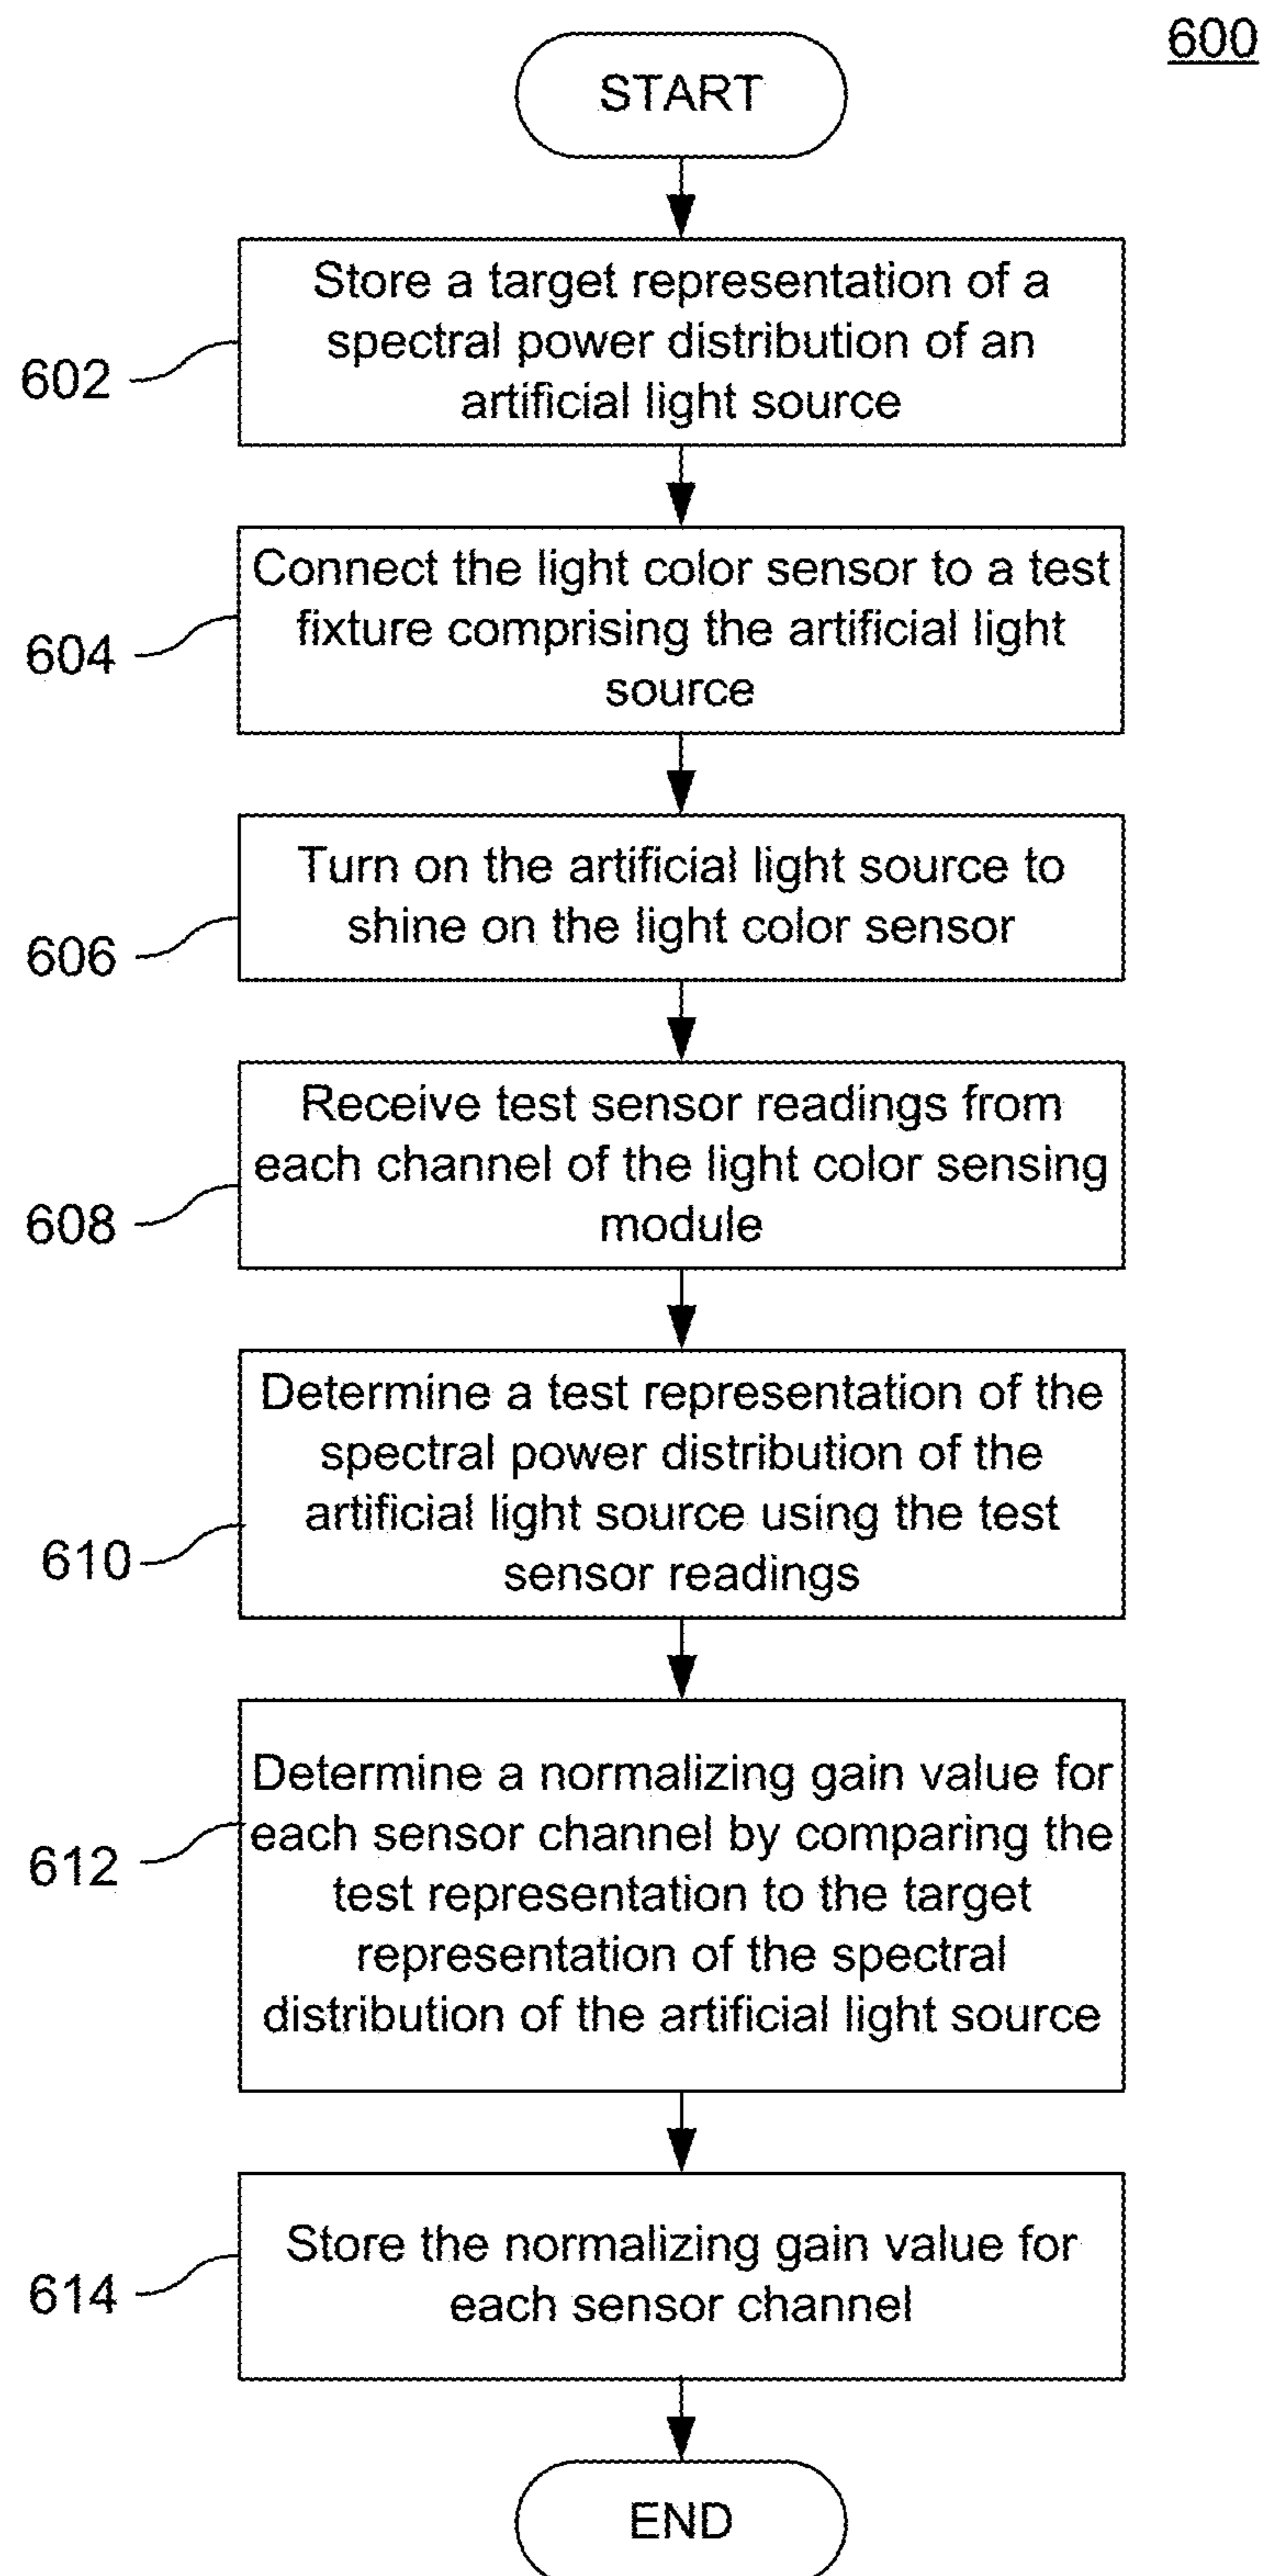 600
START
Store a target representation of a
spectral power distribution of an
artificial light source
602
Connect the light color sensor to a test
fixture comprising the artificial light
source
604
Turn on the artificial light source to
shine on the light color sensor
606
Receive test sensor readings from
each channel of the light color sensing
module
608
Determine a test representation of the
spectral power distribution of the
artificial light source using the test
sensor readings
610
Determine a normalizing gain value for
each sensor channel by comparing the
test representation to the target
representation of the spectral
distribution of the artificial light source
612
Store the normalizing gain value for
each sensor channel
614
END